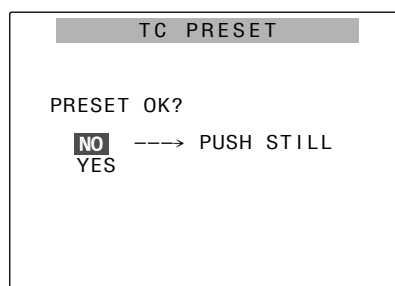 TC PRESET
PRESET OK?
NO ---→ PUSH STILL
YES